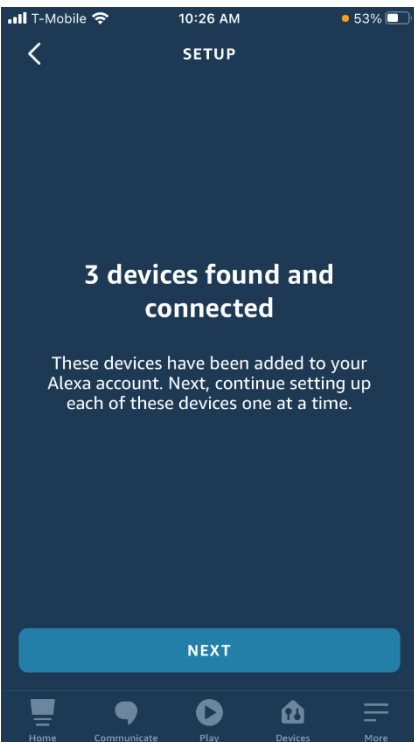 T-Mobile 10:26 AM 53%
SETUP
3 devices found and
connected
These devices have been added to your
Alexa account. Next, continue setting up
each of these devices one at a time.
NEXT
Home Communicate Play Devices More